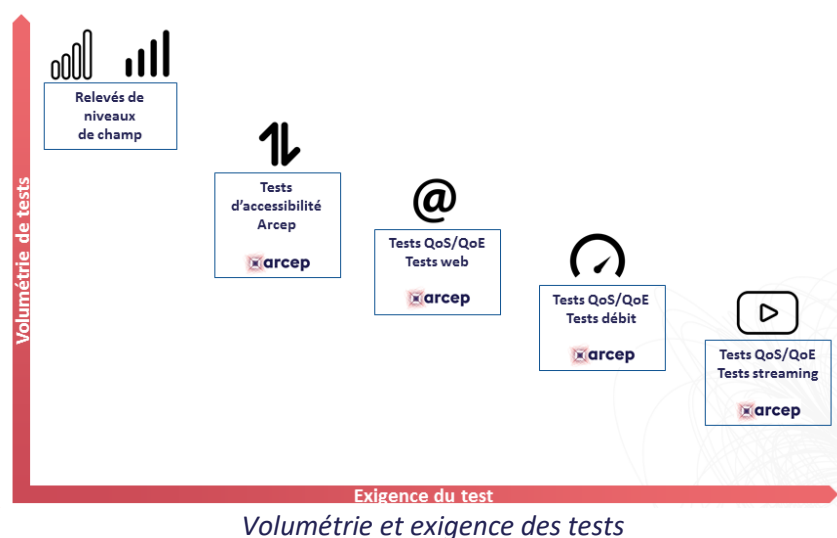 Relevés de
niveaux
de champ
Tests
d'accessibilité
Arcep
arcep
@
Tests QoS/QoE
Tests web
arcep
Tests QoS/QoE
Tests débit
arcep
Tests QoS/QoE
Tests streaming
arcep
Volumétrie de tests
Exigence du test
Volumétrie et exigence des tests